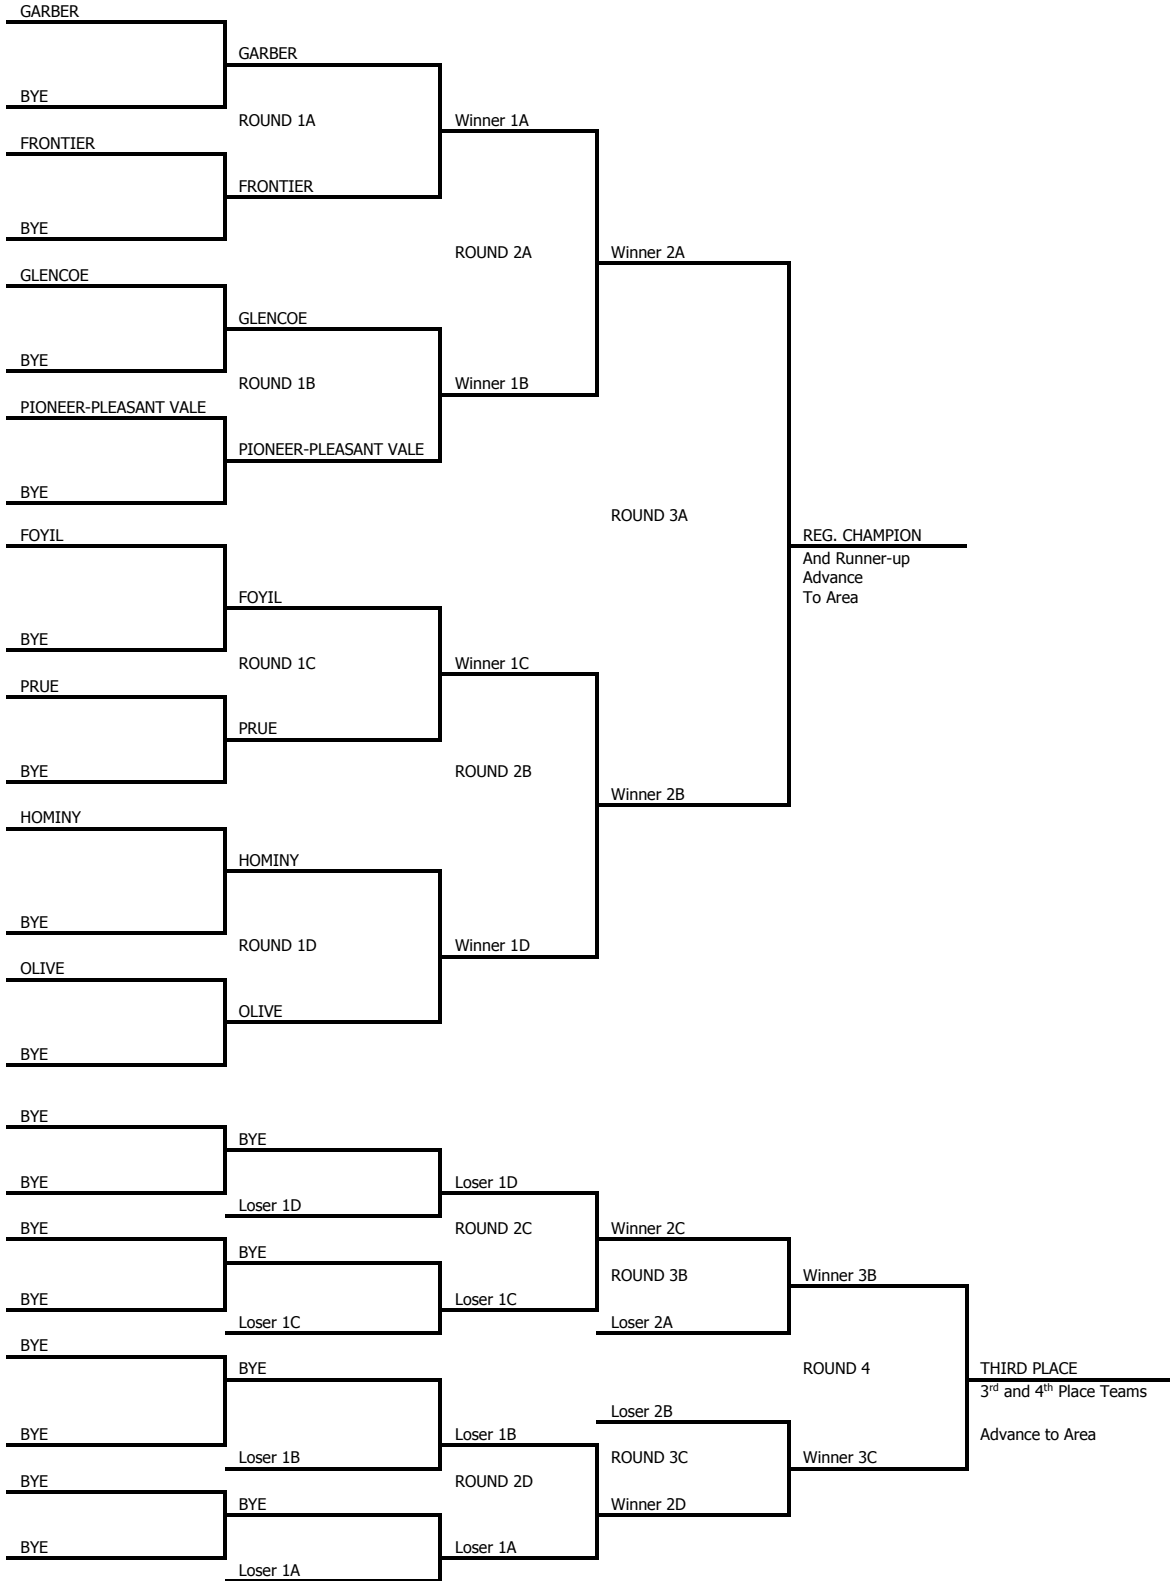 GARBER
GARBER
BYE
ROUND 1A
Winner 1A
FRONTIER
FRONTIER
BYE
ROUND 2A
Winner 2A
GLENCOE
GLENCOE
BYE
ROUND 1B
Winner 1B
PIONEER-PLEASANT VALE
PIONEER-PLEASANT VALE
BYE
ROUND 3A
FOYIL
REG. CHAMPION
And Runner-up
Advance
To Area
FOYIL
BYE
ROUND 1C
Winner 1C
PRUE
PRUE
BYE
ROUND 2B
Winner 2B
HOMINY
HOMINY
BYE
ROUND 1D
Winner 1D
OLIVE
OLIVE
BYE
BYE
BYE
BYE
Loser 1D
Loser 1D
BYE
ROUND 2C
Winner 2C
BYE
ROUND 3B
Winner 3B
BYE
Loser 1C
Loser 1C
Loser 2A
BYE
BYE
ROUND 4
THIRD PLACE
3rd and 4th Place Teams
Loser 2B
BYE
Loser 1B
Advance to Area
Loser 1B
ROUND 3C
Winner 3C
BYE
ROUND 2D
BYE
Winner 2D
BYE
Loser 1A
Loser 1A